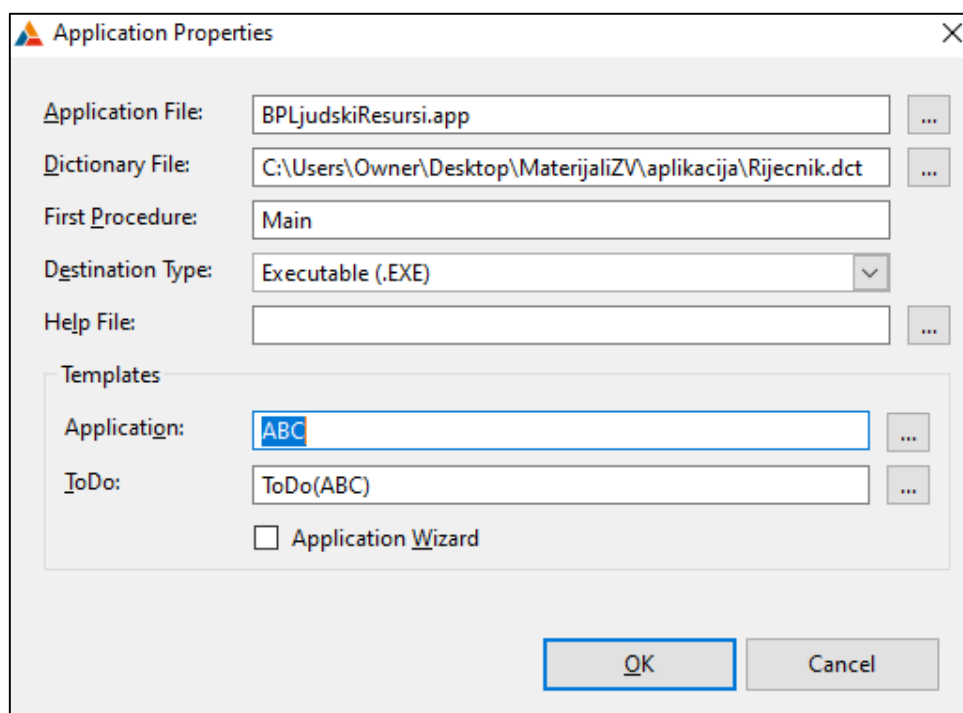 Application Properties
Application File: BPLjudskiResursi.app ...
Dictionary File: C:\Users\Owner\Desktop\MaterijaliZV\aplikacija\Rijecnik.dct ...
First Procedure: Main
Destination Type: Executable (.EXE)
Help File: ...
Templates
Application: ABC ...
ToDo: ToDo(ABC) ...
Application Wizard
OK Cancel